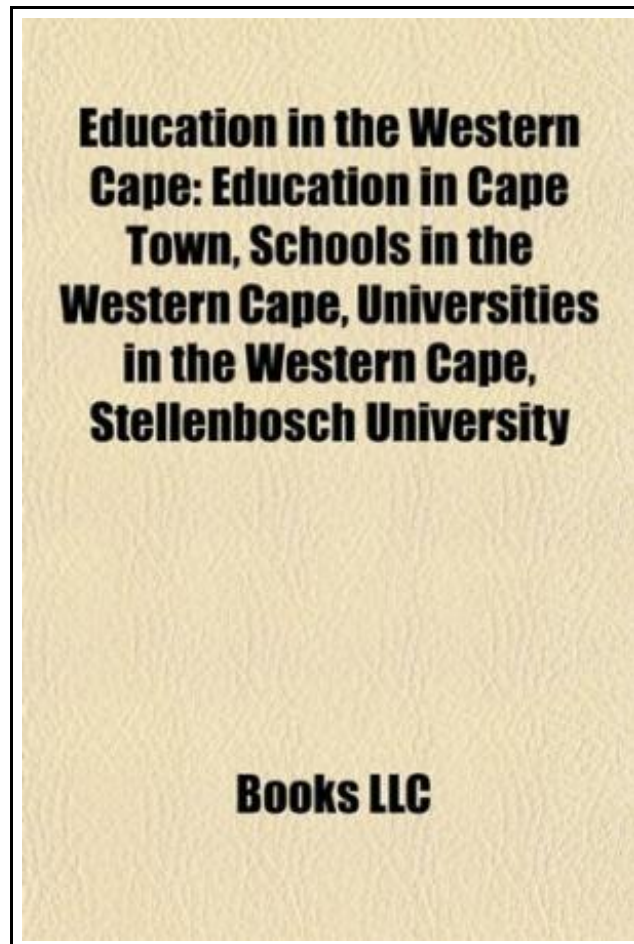 Education in the Western
Cape: Education in Cape
Town, Schools in the
Western Cape, Universities
in the Western Cape,
Stellenbosch University
Books LLC